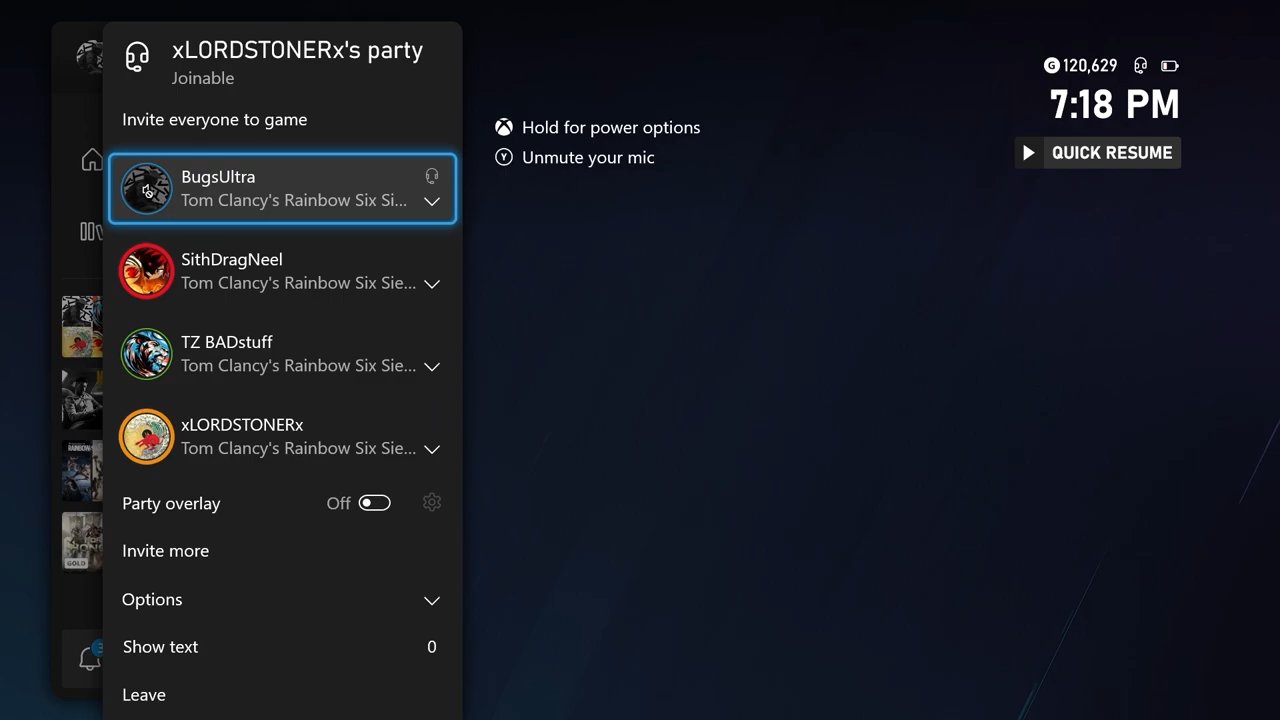 xLORDSTONERx's party
Joinable
Invite everyone to game
BugsUltra
Tom Clancy's Rainbow Six Si...
SithDragNeel
Tom Clancy's Rainbow Six Sie...
TZ BADstuff
Tom Clancy's Rainbow Six Sie...
xLORDSTONERx
Tom Clancy's Rainbow Six Sie...
Party overlay Off
Invite more
Options
Show text 0
Leave
Hold for power options
Y Unmute your mic
G 120,629
7:18 PM
QUICK RESUME
GOLD